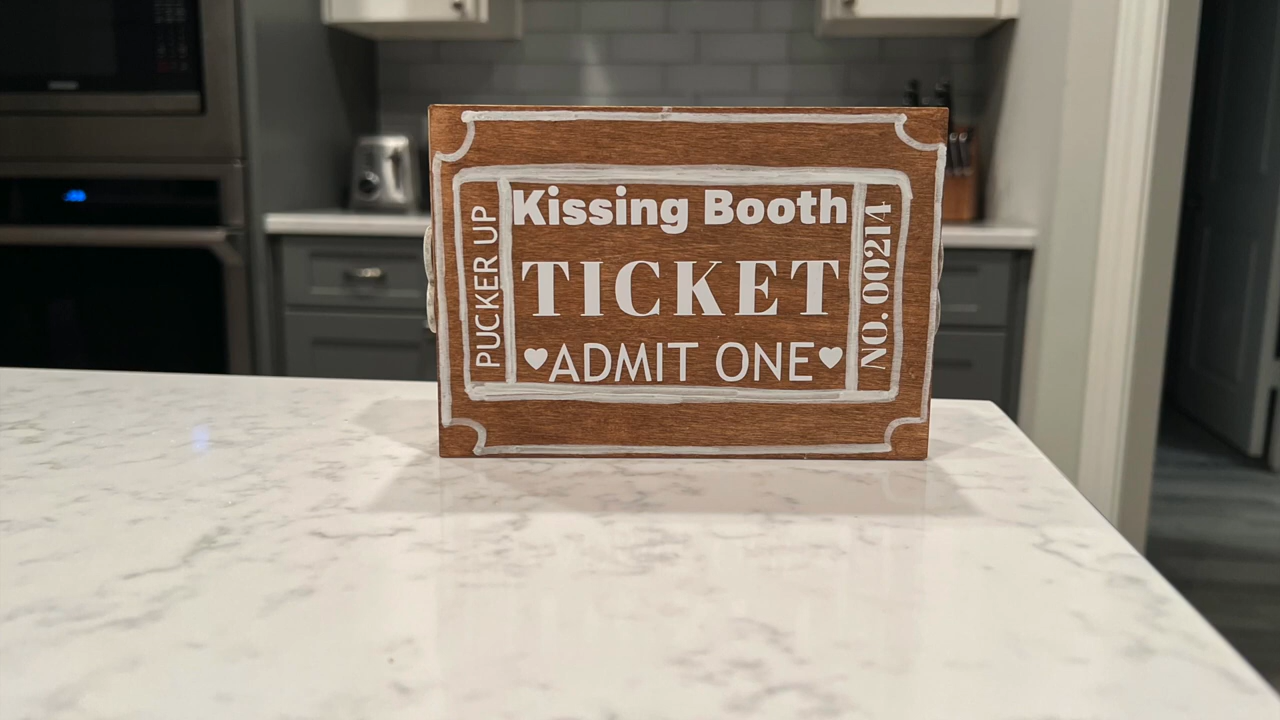 PUCKER UP
Kissing Booth
TICKET
♥ADMIT ONE♥
NO. 00214